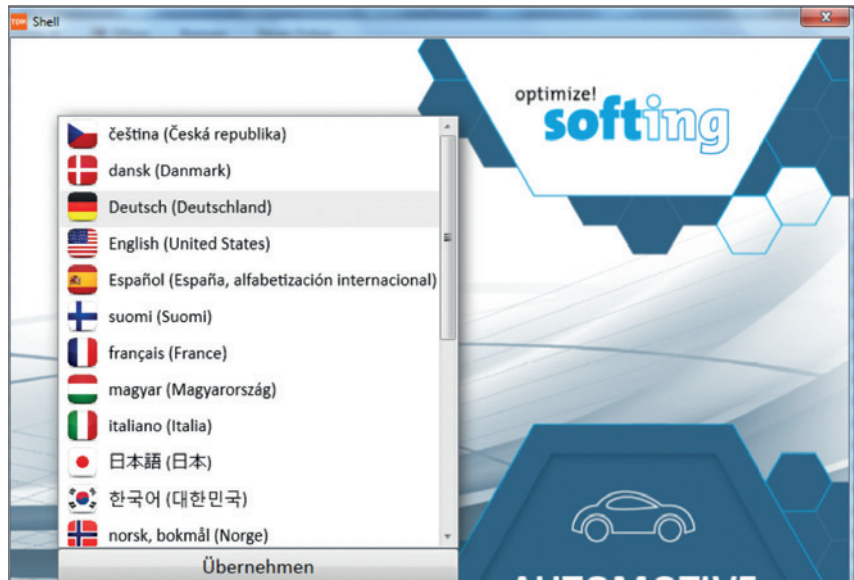 TDX Shell
optimize!
softing
čeština (Česká republika)
dansk (Danmark)
Deutsch (Deutschland)
English (United States)
Español (España, alfabetización internacional)
suomi (Suomi)
français (France)
magyar (Magyarország)
italiano (Italia)
日本語 (日本)
한국어 (대한민국)
norsk, bokmål (Norge)
Übernehmen
AUTOMOTIVE